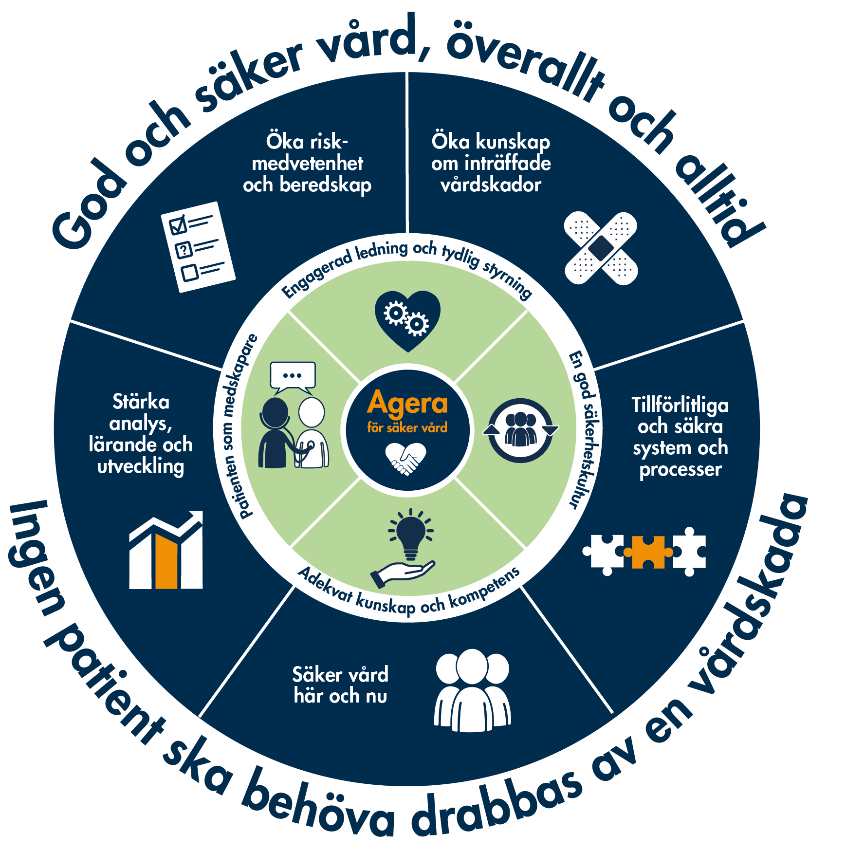 God och säker vård, överallt och alltid
Öka risk-
medvetenhet
och beredskap
Öka kunskap
om inträffade
vårdskador
Engagerad ledning och tydlig styrning
Patienten som medskapare
En god säkerhetskultur
Stärka
analys,
lärande och
utveckling
Agera
för säker vård
Tillförlitliga
och säkra
system och
processer
Adekvat kunskap och kompetens
Säker vård
här och nu
Ingen patient ska behöva drabbas av en vårdskada